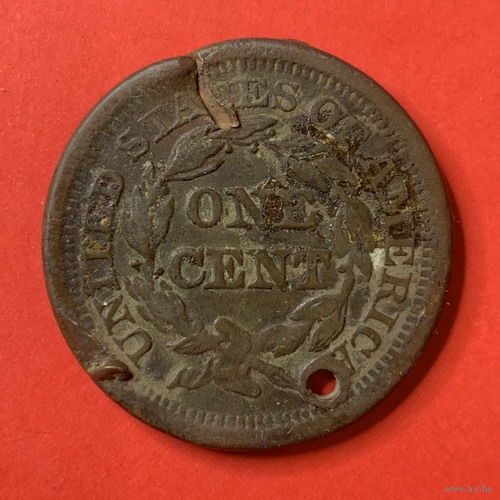 UNITED STATES OF AMERICA
ONE
CENT
www.ay.by